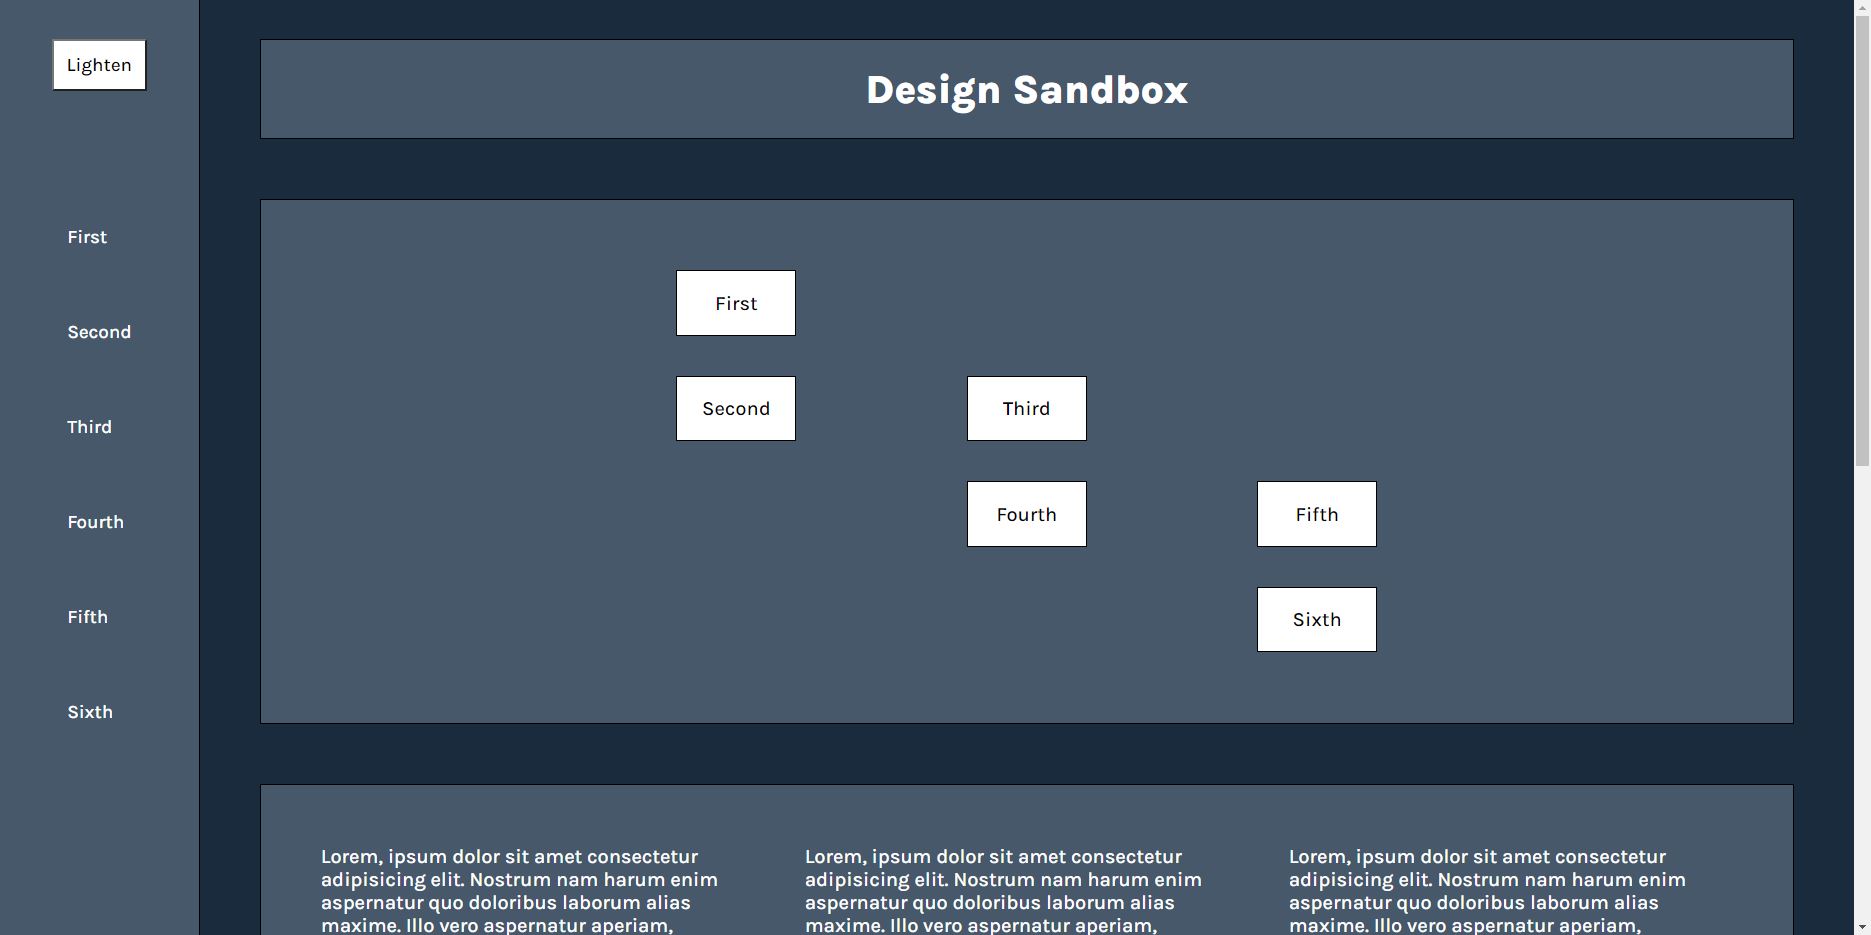 Lighten
First
Second
Third
Fourth
Fifth
Sixth
Design Sandbox
First
Second
Third
Fourth
Fifth
Sixth
Lorem, ipsum dolor sit amet consectetur
adipisicing elit. Nostrum nam harum enim
aspernatur quo doloribus laborum alias
maxime. Illo vero aspernatur aperiam,
Lorem, ipsum dolor sit amet consectetur
adipisicing elit. Nostrum nam harum enim
aspernatur quo doloribus laborum alias
maxime. Illo vero aspernatur aperiam,
Lorem, ipsum dolor sit amet consectetur
adipisicing elit. Nostrum nam harum enim
aspernatur quo doloribus laborum alias
maxime. Illo vero aspernatur aperiam,